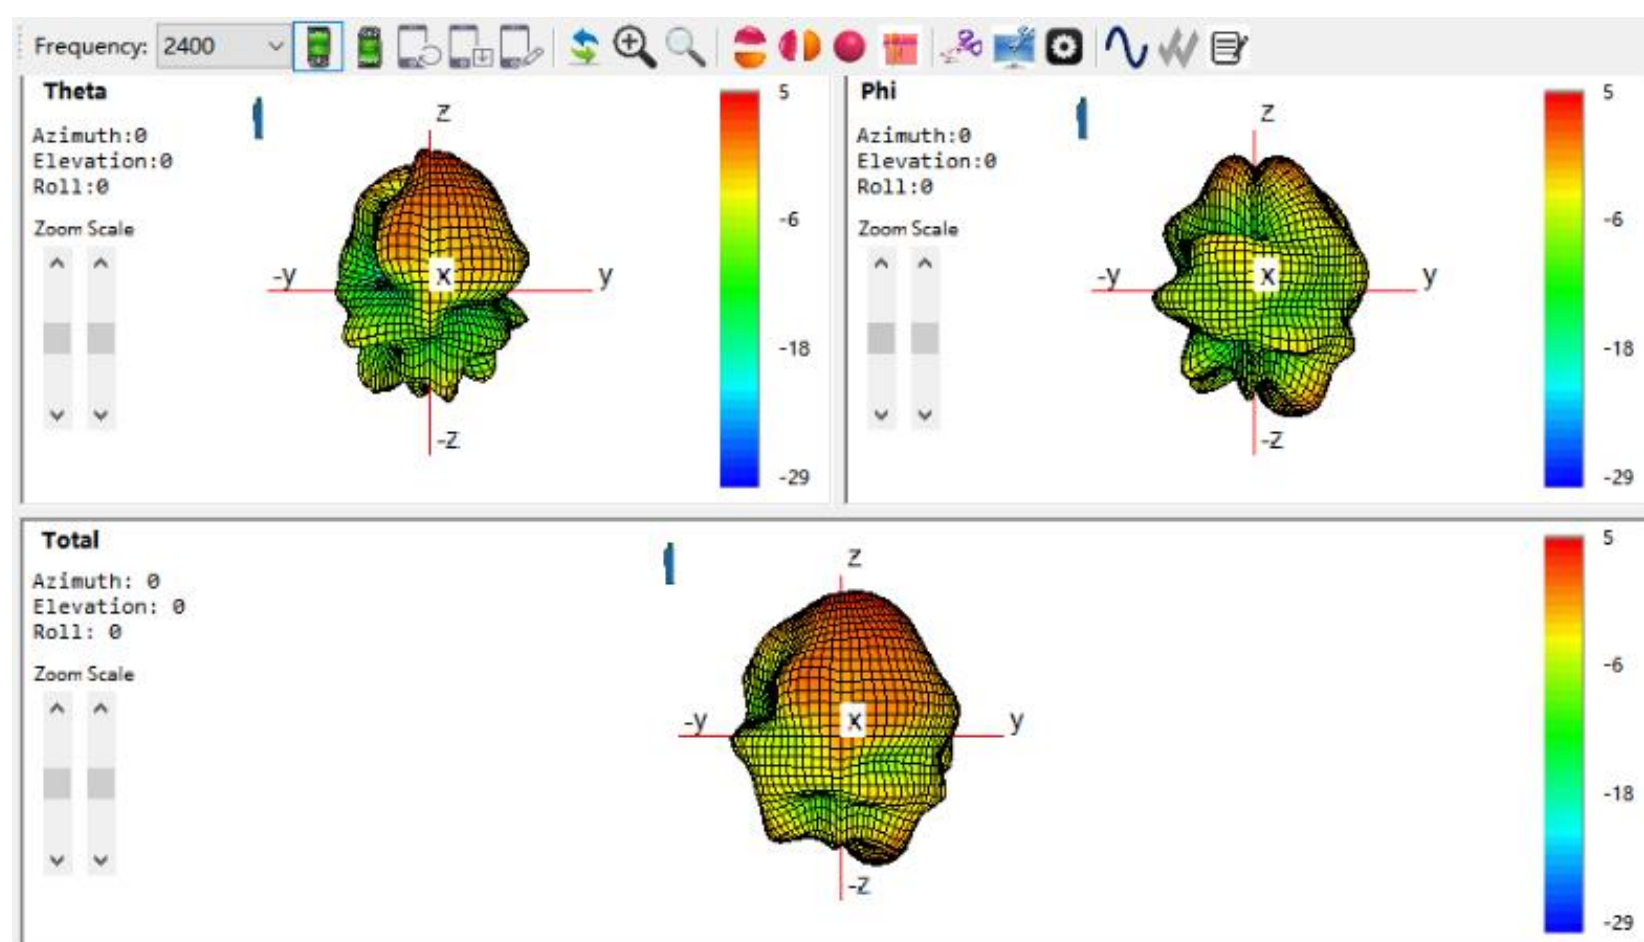 Frequency: 2400
Theta
Azimuth:0
Elevation:0
Roll:0
Zoom Scale
z
-y
x
y
-z
5
-6
-18
-29
Phi
Azimuth:0
Elevation:0
Roll:0
Zoom Scale
z
-y
x
y
-z
5
-6
-18
-29
Total
Azimuth: 0
Elevation: 0
Roll: 0
Zoom Scale
z
-y
x
y
-z
5
-6
-18
-29